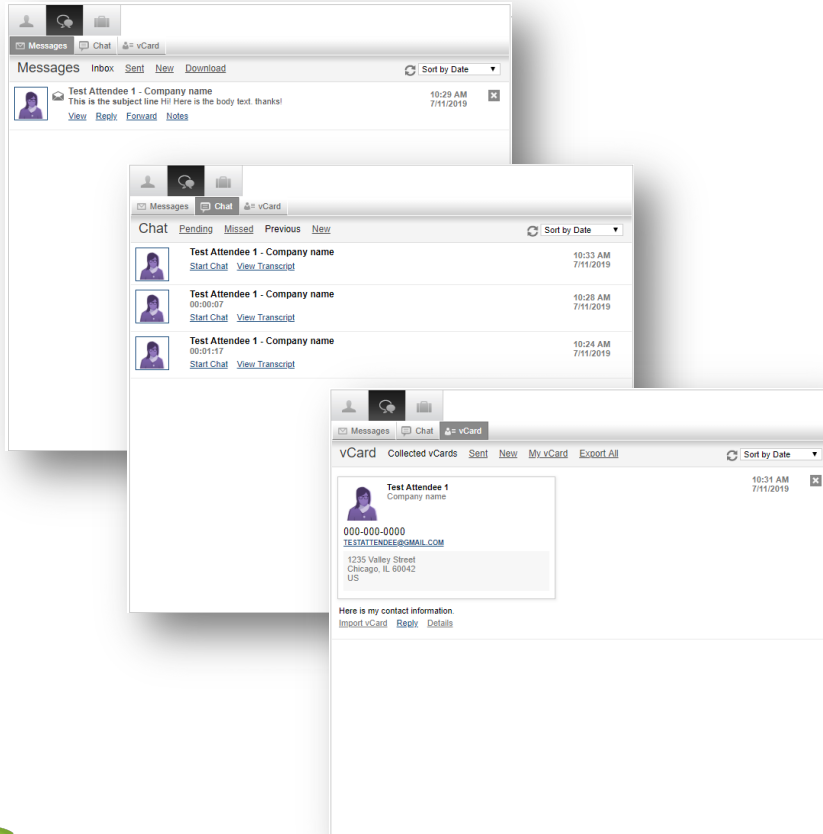 Messages Chat vCard
Messages Inbox Sent New Download Sort by Date
Test Attendee 1 - Company name
This is the subject line Hi! Here is the body text. thanks!
View Reply Forward Notes
10:29 AM
7/11/2019
Messages Chat vCard
Chat Pending Missed Previous New Sort by Date
Test Attendee 1 - Company name
Start Chat View Transcript
10:33 AM
7/11/2019
Test Attendee 1 - Company name
00:00:07
Start Chat View Transcript
10:28 AM
7/11/2019
Test Attendee 1 - Company name
00:01:17
Start Chat View Transcript
10:24 AM
7/11/2019
Messages Chat vCard
vCard Collected vCards Sent New My vCard Export All Sort by Date
Test Attendee 1
Company name
000-000-0000
TESTATTENDEE@GMAIL.COM
1235 Valley Street
Chicago, IL 60042
US
10:31 AM
7/11/2019
Here is my contact information.
Import vCard Reply Details